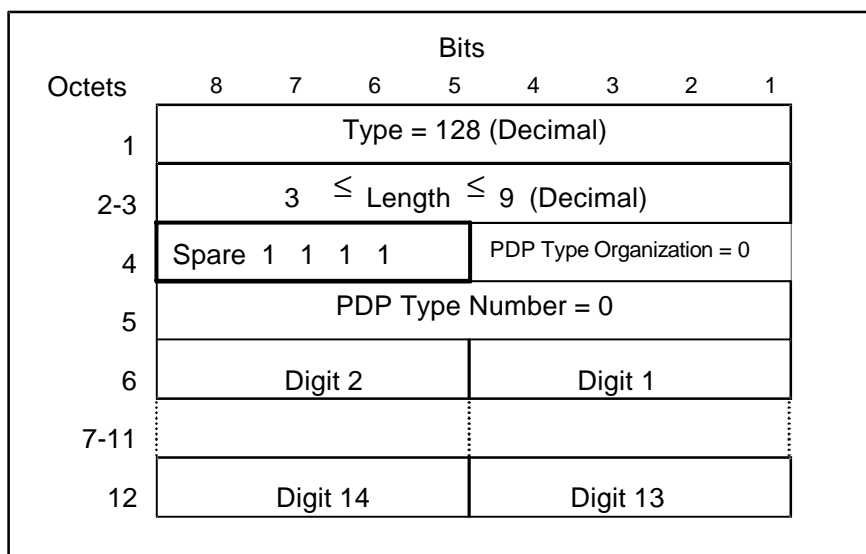 Bits
Octets 8 7 6 5 4 3 2 1
1 Type = 128 (Decimal)
2-3 3 ≤ Length ≤ 9 (Decimal)
4 Spare 1 1 1 1 PDP Type Organization = 0
5 PDP Type Number = 0
6 Digit 2 Digit 1
7-11
12 Digit 14 Digit 13